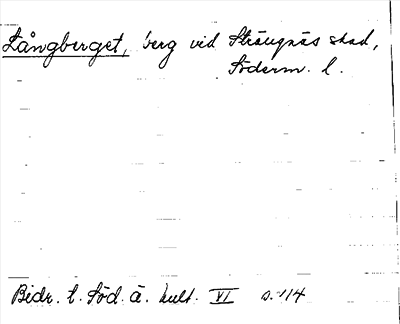 Långberget, berg vid Strängnäs stad,
Söderm. l.
Bidr. t. Söd. ä. kult. VI s. 114